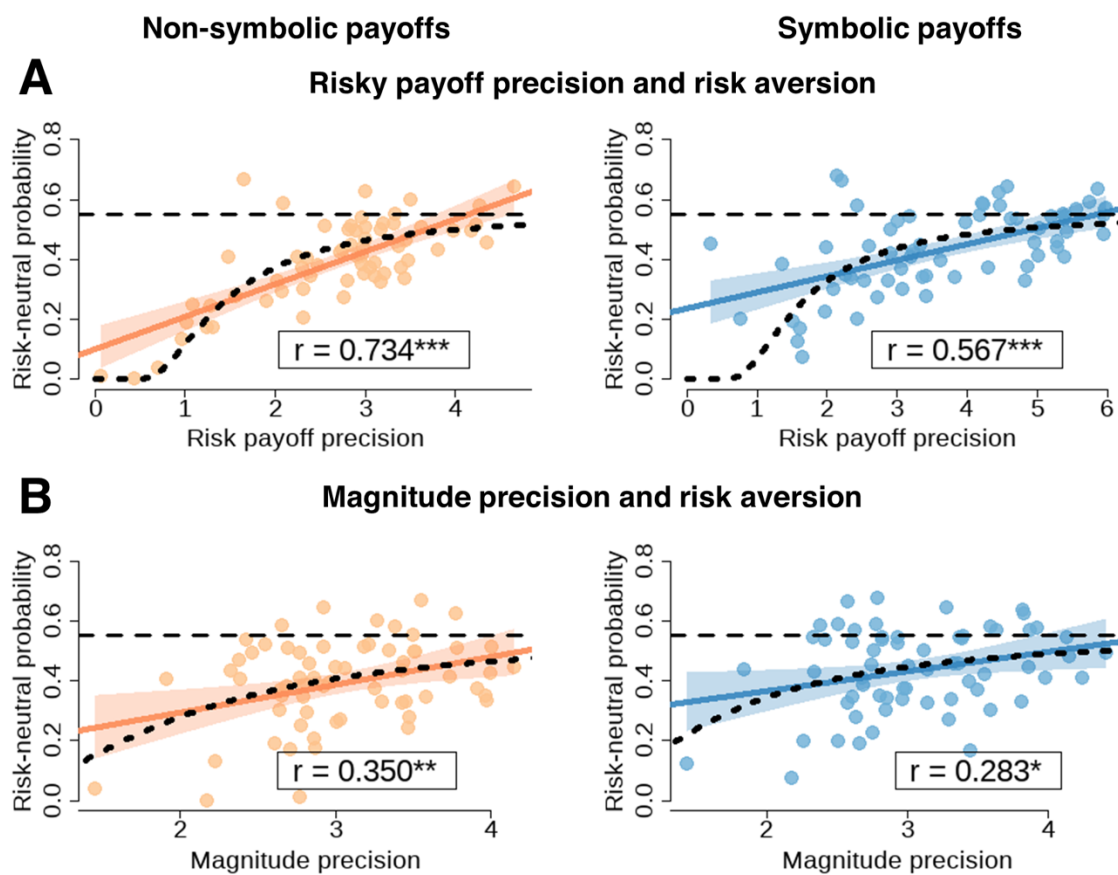 Non-symbolic payoffs
Symbolic payoffs
A
Risky payoff precision and risk aversion
Risk-neutral probability
0.8
0.6
0.4
0.2
0.0
r = 0.734***
0 1 2 3 4
Risk payoff precision
Risk-neutral probability
0.8
0.6
0.4
0.2
0.0
r = 0.567***
0 1 2 3 4 5 6
Risk payoff precision
B
Magnitude precision and risk aversion
Risk-neutral probability
0.8
0.6
0.4
0.2
0.0
r = 0.350**
2 3 4
Magnitude precision
Risk-neutral probability
0.8
0.6
0.4
0.2
0.0
r = 0.283*
2 3 4
Magnitude precision